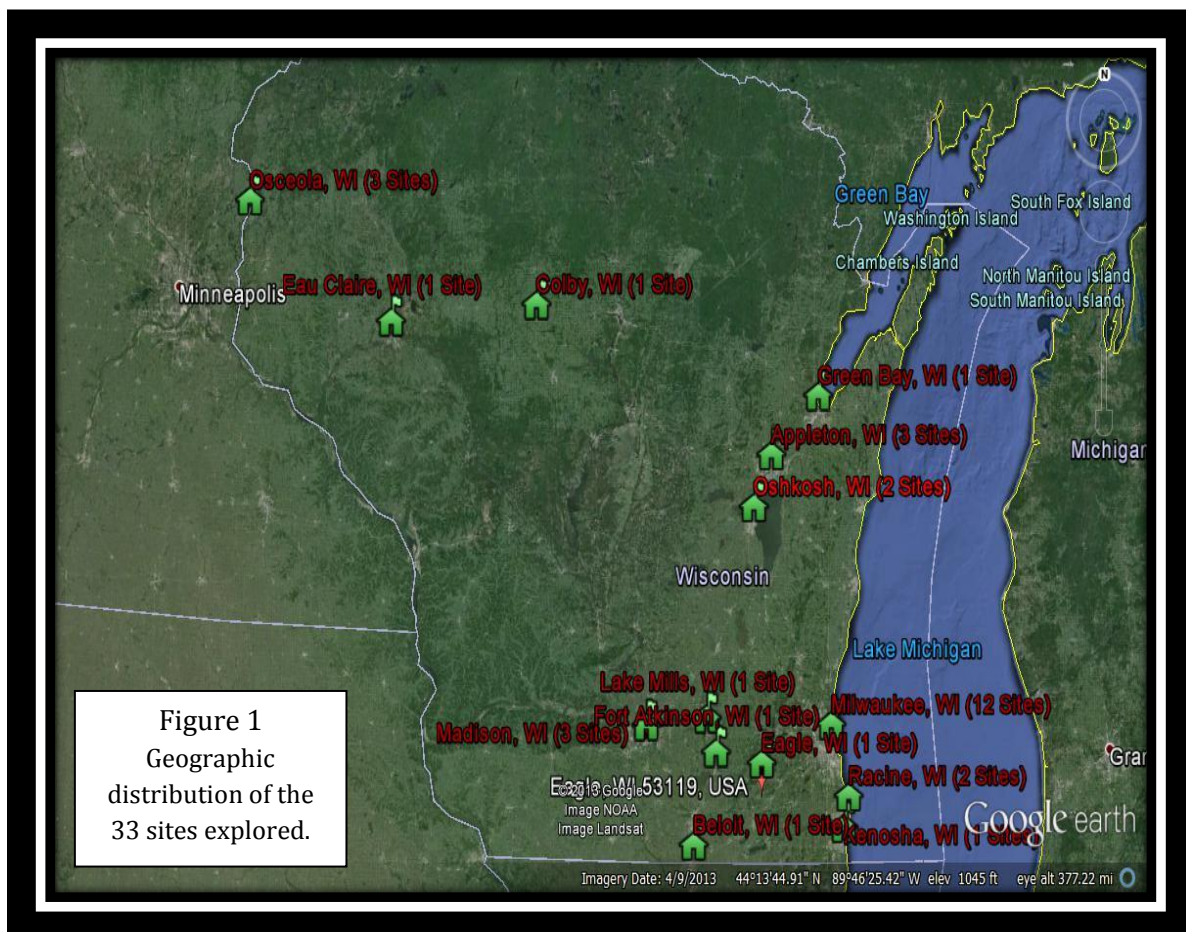 N
Osceola, WI (3 Sites)
Green Bay
South Fox Island
Washington Island
Chambers Island
North Manitou Island
Eau Claire, WI (1 Site)
Colby, WI (1 Site)
Minneapolis
South Manitou Island
Green Bay, WI (1 Site)
Appleton, WI (3 Sites)
Michigan
Oshkosh, WI (2 Sites)
Wisconsin
Lake Michigan
Lake Mills, WI (1 Site)
Milwaukee, WI (12 Sites)
Fort Atkinson, WI (1 Site)
Madison, WI (3 Sites)
Eagle, WI (1 Site)
Gran
Racine, WI (2 Sites)
Eagle, WI 53119, USA
© 2013 Google
Image NOAA
Image Landsat
Google earth
Beloit, WI (1 Site)
Kenosha, WI (1 Site)
Imagery Date: 4/9/2013 44°13'44.91" N 89°46'25.42" W elev 1045 ft eye alt 377.22 mi
Figure 1
Geographic
distribution of the
33 sites explored.